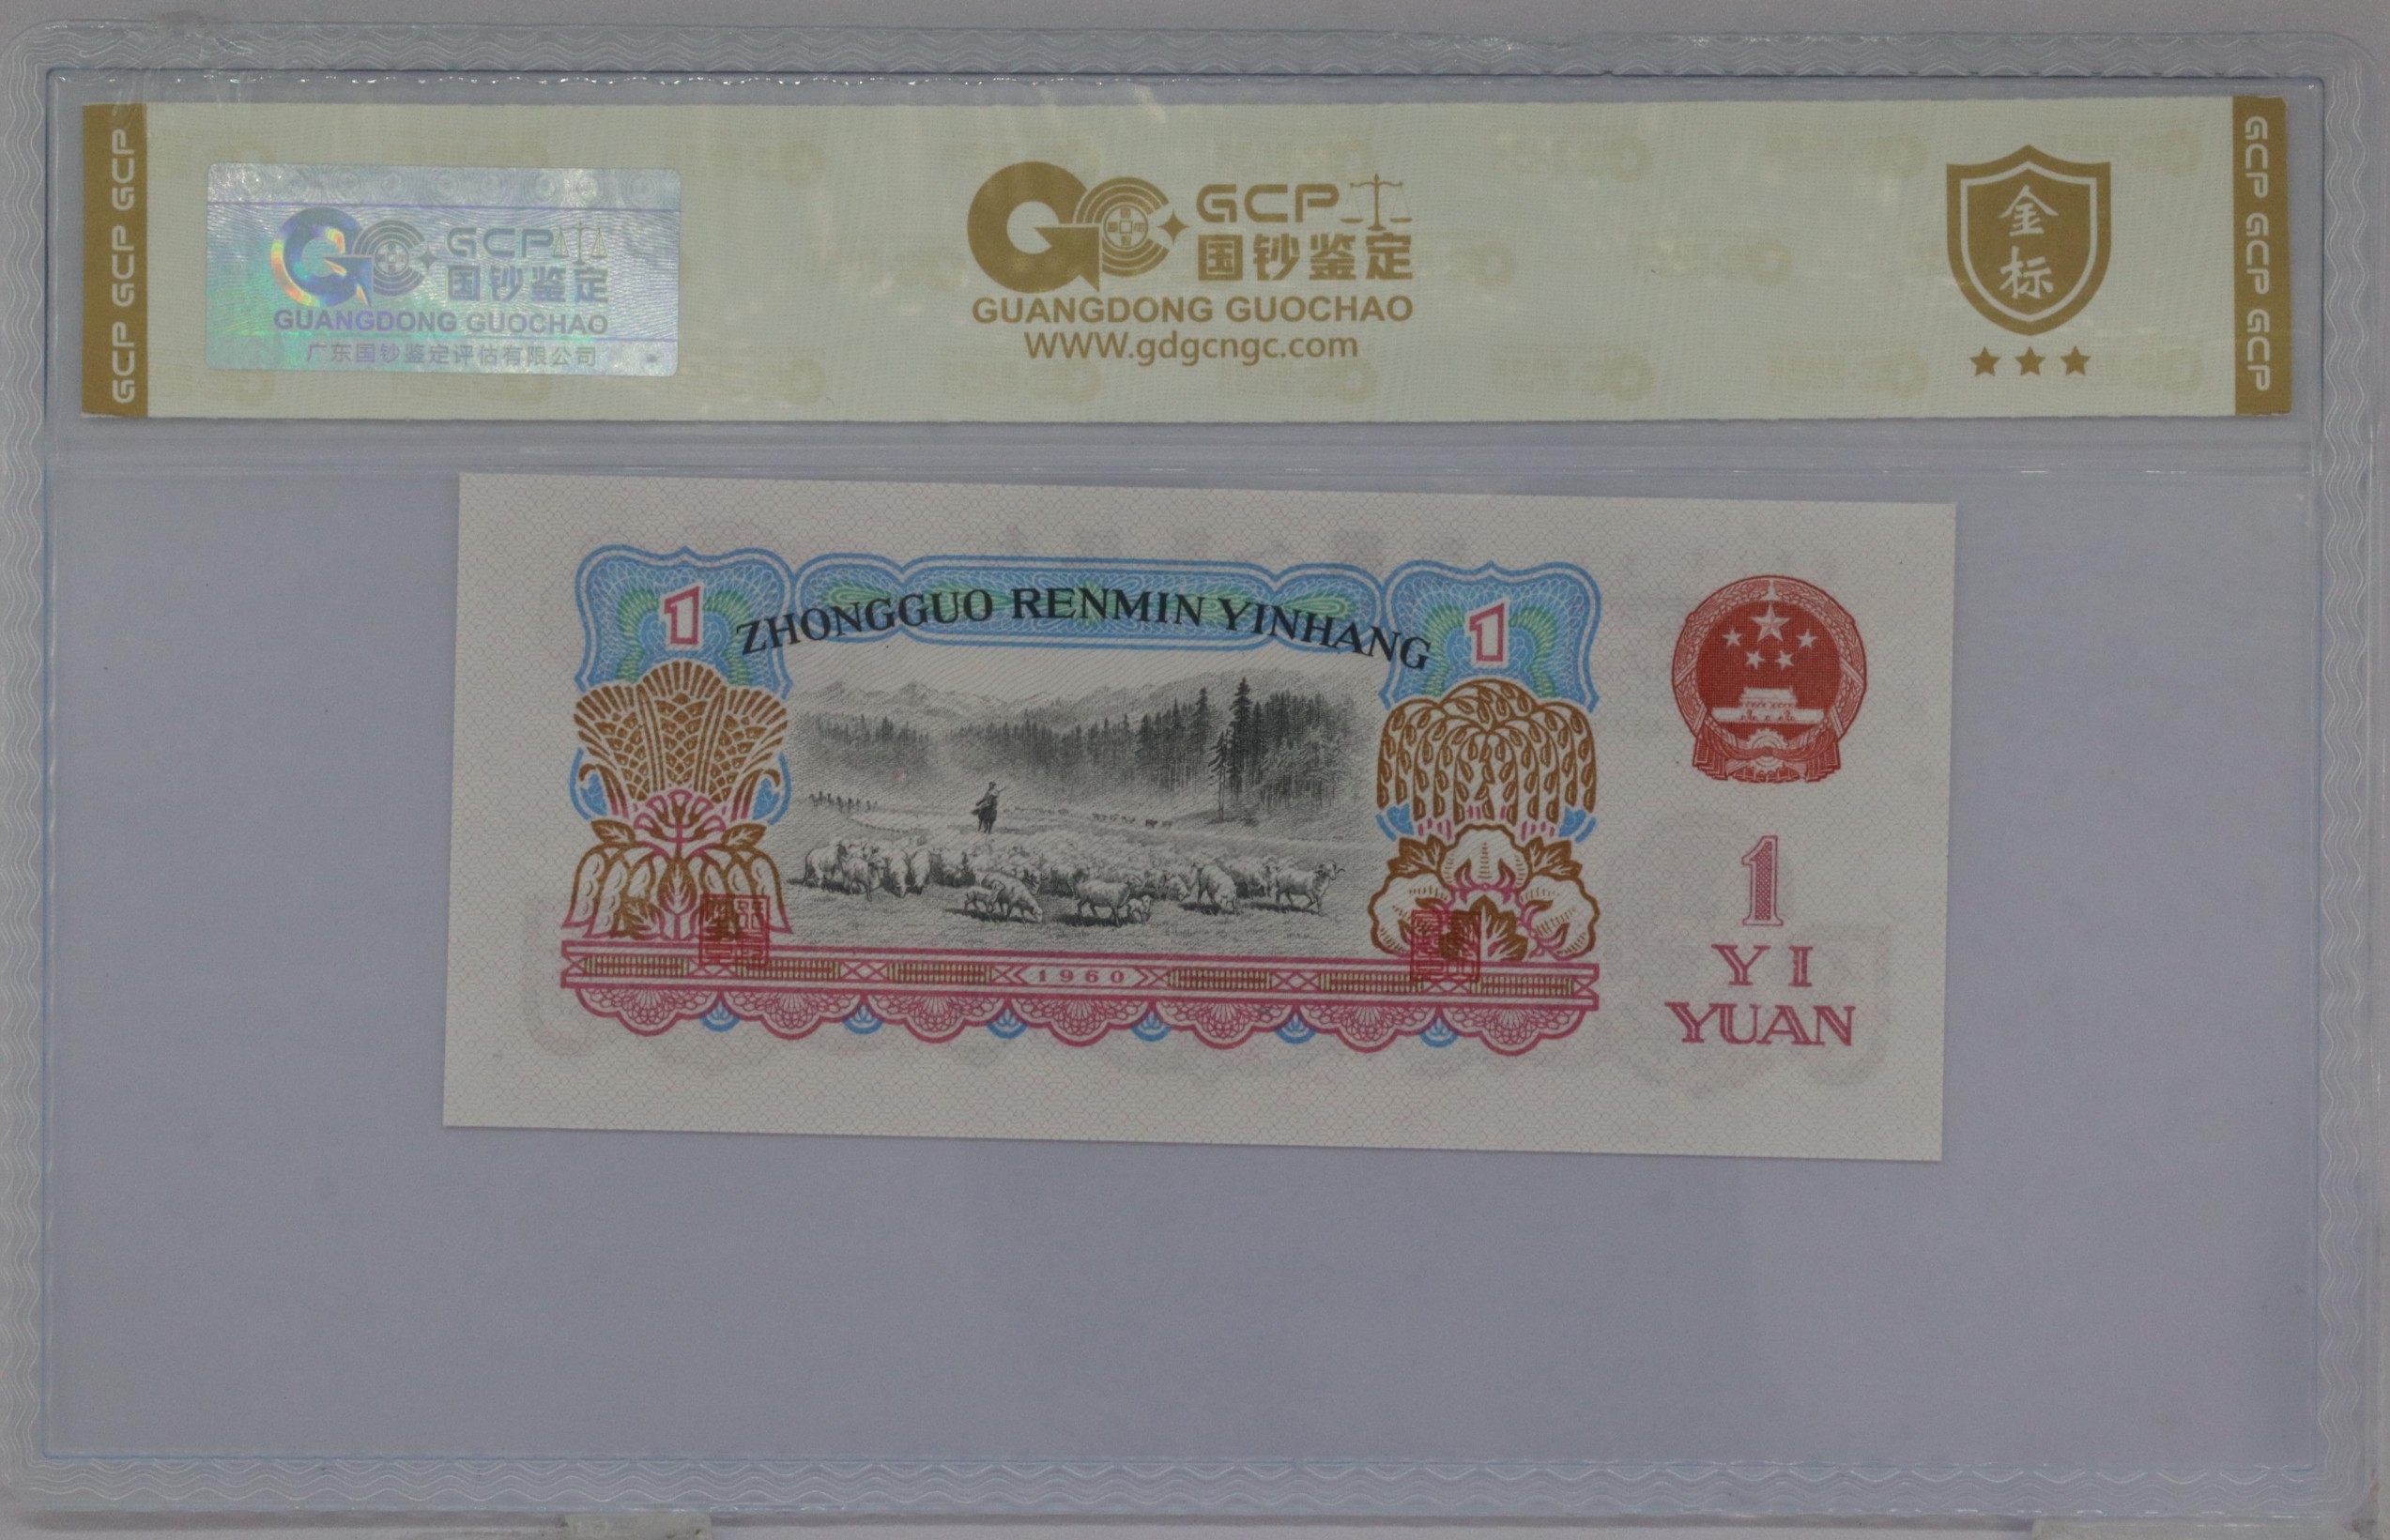 GCP GCP GCP
GCP
国钞鉴定
GUANGDONG GUOCHAO
广东国钞鉴定评估有限公司
GCP
国钞鉴定
GUANGDONG GUOCHAO
www.gdgcngc.com
金
标
GCP GCP GCP
1
ZHONGGUO RENMIN YINHANG
1
1960
1
YI
YUAN